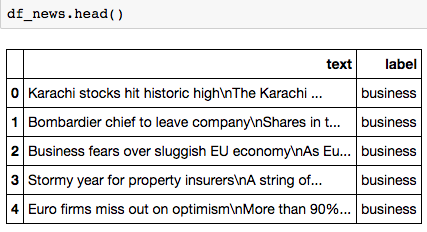 df_news.head()
text label
0 Karachi stocks hit historic high\nThe Karachi ... business
1 Bombardier chief to leave company\nShares in t... business
2 Business fears over sluggish EU economy\nAs Eu... business
3 Stormy year for property insurers\nA string of... business
4 Euro firms miss out on optimism\nMore than 90%... business